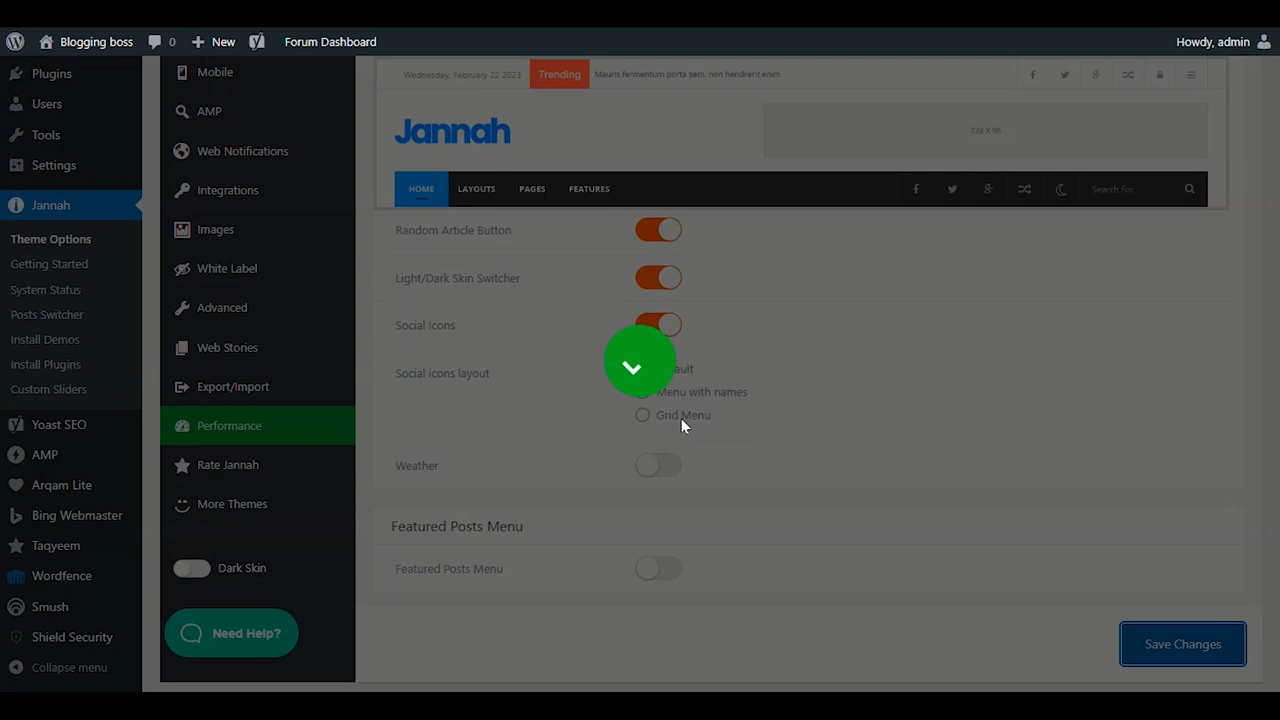 Blogging boss
0
New
Forum Dashboard
Howdy, admin
Plugins
Users
Tools
Settings
Jannah
Theme Options
Getting Started
System Status
Posts Switcher
Install Demos
Install Plugins
Custom Sliders
Yoast SEO
AMP
Arqam Lite
Bing Webmaster
Taqyeem
Wordfence
Smush
Shield Security
Collapse menu
Mobile
AMP
Web Notifications
Integrations
Images
White Label
Advanced
Web Stories
Export/Import
Performance
Rate Jannah
More Themes
Dark Skin
Need Help?
Wednesday, February 22 2023
Trending
Mauris fermentum porta sem, non hendrerit enim
Jannah
728 X 90
HOME
LAYOUTS
PAGES
FEATURES
Search For
Random Article Button
Light/Dark Skin Switcher
Social Icons
Social icons layout
ault
Menu with names
Grid Menu
Weather
Featured Posts Menu
Featured Posts Menu
Save Changes